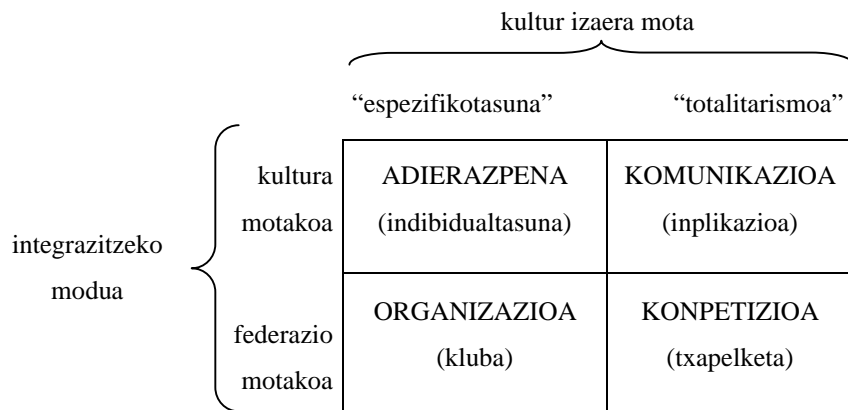 kultur izaera mota
“espezifikotasuna” “totalitarismoa”
kultura ADIERAZPENA KOMUNIKAZIOA
motakoa (indibidualtasuna) (inplikazioa)
integrazitzeko
modua
federazio ORGANIZAZIOA KONPETIZIOA
motakoa (kluba) (txapelketa)